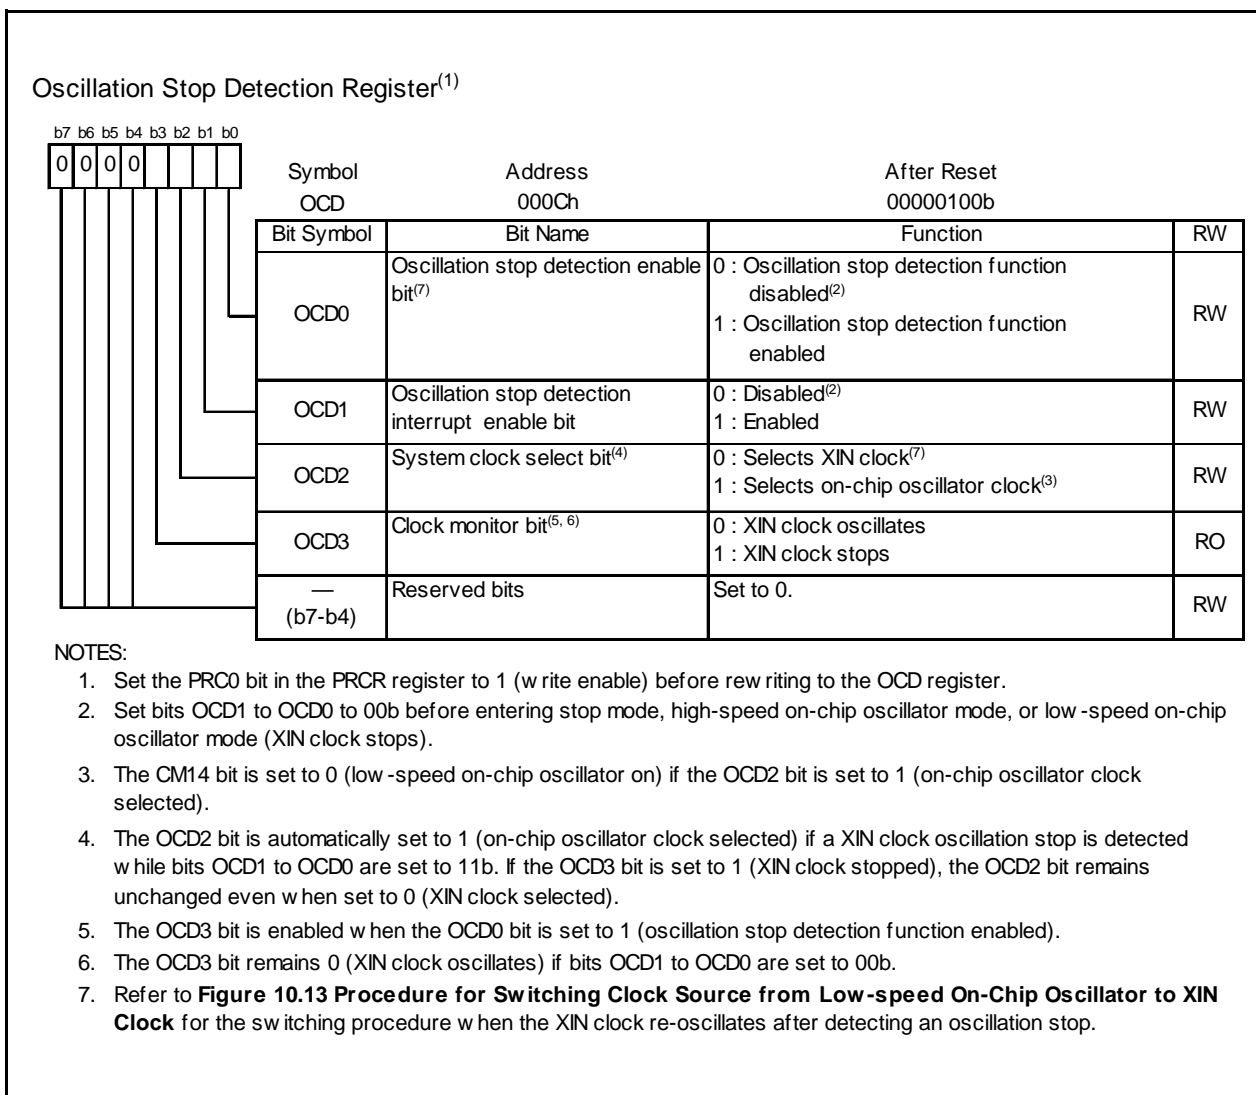 Oscillation Stop Detection Register(1)
b7 b6 b5 b4 b3 b2 b1 b0
0 0 0 0
Symbol Address After Reset
OCD 000Ch 00000100b
Bit Symbol Bit Name Function RW
OCD0 Oscillation stop detection enable bit(7) 0 : Oscillation stop detection function
disabled(2)
1 : Oscillation stop detection function
enabled RW
OCD1 Oscillation stop detection
interrupt enable bit 0 : Disabled(2)
1 : Enabled RW
OCD2 System clock select bit(4) 0 : Selects XIN clock(7)
1 : Selects on-chip oscillator clock(3) RW
OCD3 Clock monitor bit(5, 6) 0 : XIN clock oscillates
1 : XIN clock stops RO
—
(b7-b4) Reserved bits Set to 0. RW
NOTES:
1. Set the PRC0 bit in the PRCR register to 1 (write enable) before rewriting to the OCD register.
2. Set bits OCD1 to OCD0 to 00b before entering stop mode, high-speed on-chip oscillator mode, or low-speed on-chip
oscillator mode (XIN clock stops).
3. The CM14 bit is set to 0 (low-speed on-chip oscillator on) if the OCD2 bit is set to 1 (on-chip oscillator clock
selected).
4. The OCD2 bit is automatically set to 1 (on-chip oscillator clock selected) if a XIN clock oscillation stop is detected
while bits OCD1 to OCD0 are set to 11b. If the OCD3 bit is set to 1 (XIN clock stopped), the OCD2 bit remains
unchanged even when set to 0 (XIN clock selected).
5. The OCD3 bit is enabled when the OCD0 bit is set to 1 (oscillation stop detection function enabled).
6. The OCD3 bit remains 0 (XIN clock oscillates) if bits OCD1 to OCD0 are set to 00b.
7. Refer to Figure 10.13 Procedure for Switching Clock Source from Low-speed On-Chip Oscillator to XIN
Clock for the switching procedure when the XIN clock re-oscillates after detecting an oscillation stop.